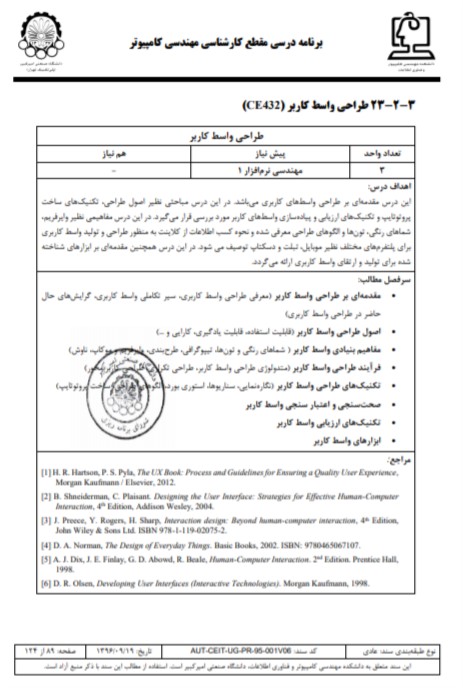 برنامه درسی مقطع کارشناسی مهندسی کامپیوتر
۲۳-۲-۳ طراحی واسط کاربر (CE432)
طراحی واسط کاربر
تعداد واحد پیش نیاز هم نیاز
۳ مهندسی نرم‌افزار ۱ -
اهداف درس:
این درس مقدمه‌ای بر طراحی واسط‌های کاربری می‌باشد. در این درس مباحثی نظیر اصول طراحی، تکنیک‌های ساخت
پروتوتایپ و تکنیک‌های ارزیابی و پیاده‌سازی واسط‌های کاربر مورد بررسی قرار می‌گیرد. در این درس مفاهیمی نظیر وایرفریم،
شماهای رنگی، تون‌ها و الگوهای طراحی معرفی شده و نحوه کسب اطلاعات از کلاینت به منظور طراحی و تولید واسط کاربری
برای پلتفرم‌های مختلف نظیر موبایل، تبلت و دسکتاپ توصیف می شود. در این درس همچنین مقدمه‌ای بر ابزارهای شناخته
شده برای تولید و ارتقای واسط کاربری ارائه می‌گردد.
سرفصل مطالب:
• مقدمه‌ای بر طراحی واسط کاربر (معرفی طراحی واسط کاربری، سیر تکاملی واسط کاربری، گرایش‌های حال
حاضر در طراحی واسط کاربری)
• اصول طراحی واسط کاربر (قابلیت استفاده، قابلیت یادگیری، کارایی و ...)
• مفاهیم بنیادی واسط کاربر ( شماهای رنگی و تون‌ها، تیپوگرافی، طرح‌بندی، وایرفریم و موکاپ، ناوش)
• فرآیند طراحی واسط کاربر (متدولوژی طراحی واسط کاربر، طراحی تکراری، طراحی کاربرمحور)
• تکنیک‌های طراحی واسط کاربر (نگاره‌نمایی، سناریوها، استوری بورد، الگوهای طراحی، ساخت پروتوتایپ)
• صحت‌سنجی و اعتبار سنجی واسط کاربر
• تکنیک‌های ارزیابی واسط کاربر
• ابزارهای واسط کاربر
مراجع:
[1] H. R. Hartson, P. S. Pyla, The UX Book: Process and Guidelines for Ensuring a Quality User Experience,
Morgan Kaufmann / Elsevier, 2012.
[2] B. Shneiderman, C. Plaisant. Designing the User Interface: Strategies for Effective Human-Computer
Interaction, 4th Edition, Addison Wesley, 2004.
[3] J. Preece, Y. Rogers, H. Sharp, Interaction design: Beyond human-computer interaction, 4th Edition,
John Wiley & Sons Ltd. ISBN 978-1-119-02075-2.
[4] D. A. Norman, The Design of Everyday Things. Basic Books, 2002. ISBN: 9780465067107.
[5] A. J. Dix, J. E. Finlay, G. D. Abowd, R. Beale, Human-Computer Interaction. 2nd Edition. Prentice Hall,
1998.
[6] D. R. Olsen, Developing User Interfaces (Interactive Technologies). Morgan Kaufmann, 1998.
نوع طبقه‌بندی سند: عادی کد سند: AUT-CEIT-UG-PR-95-001V06 تاریخ: ۱۳۹۶/۰۹/۱۹ صفحه: ۸۹ از ۱۲۴
این سند متعلق به دانشکده مهندسی کامپیوتر و فناوری اطلاعات، دانشگاه صنعتی امیرکبیر است. استفاده از مطالب این سند با ذکر منبع آزاد است.